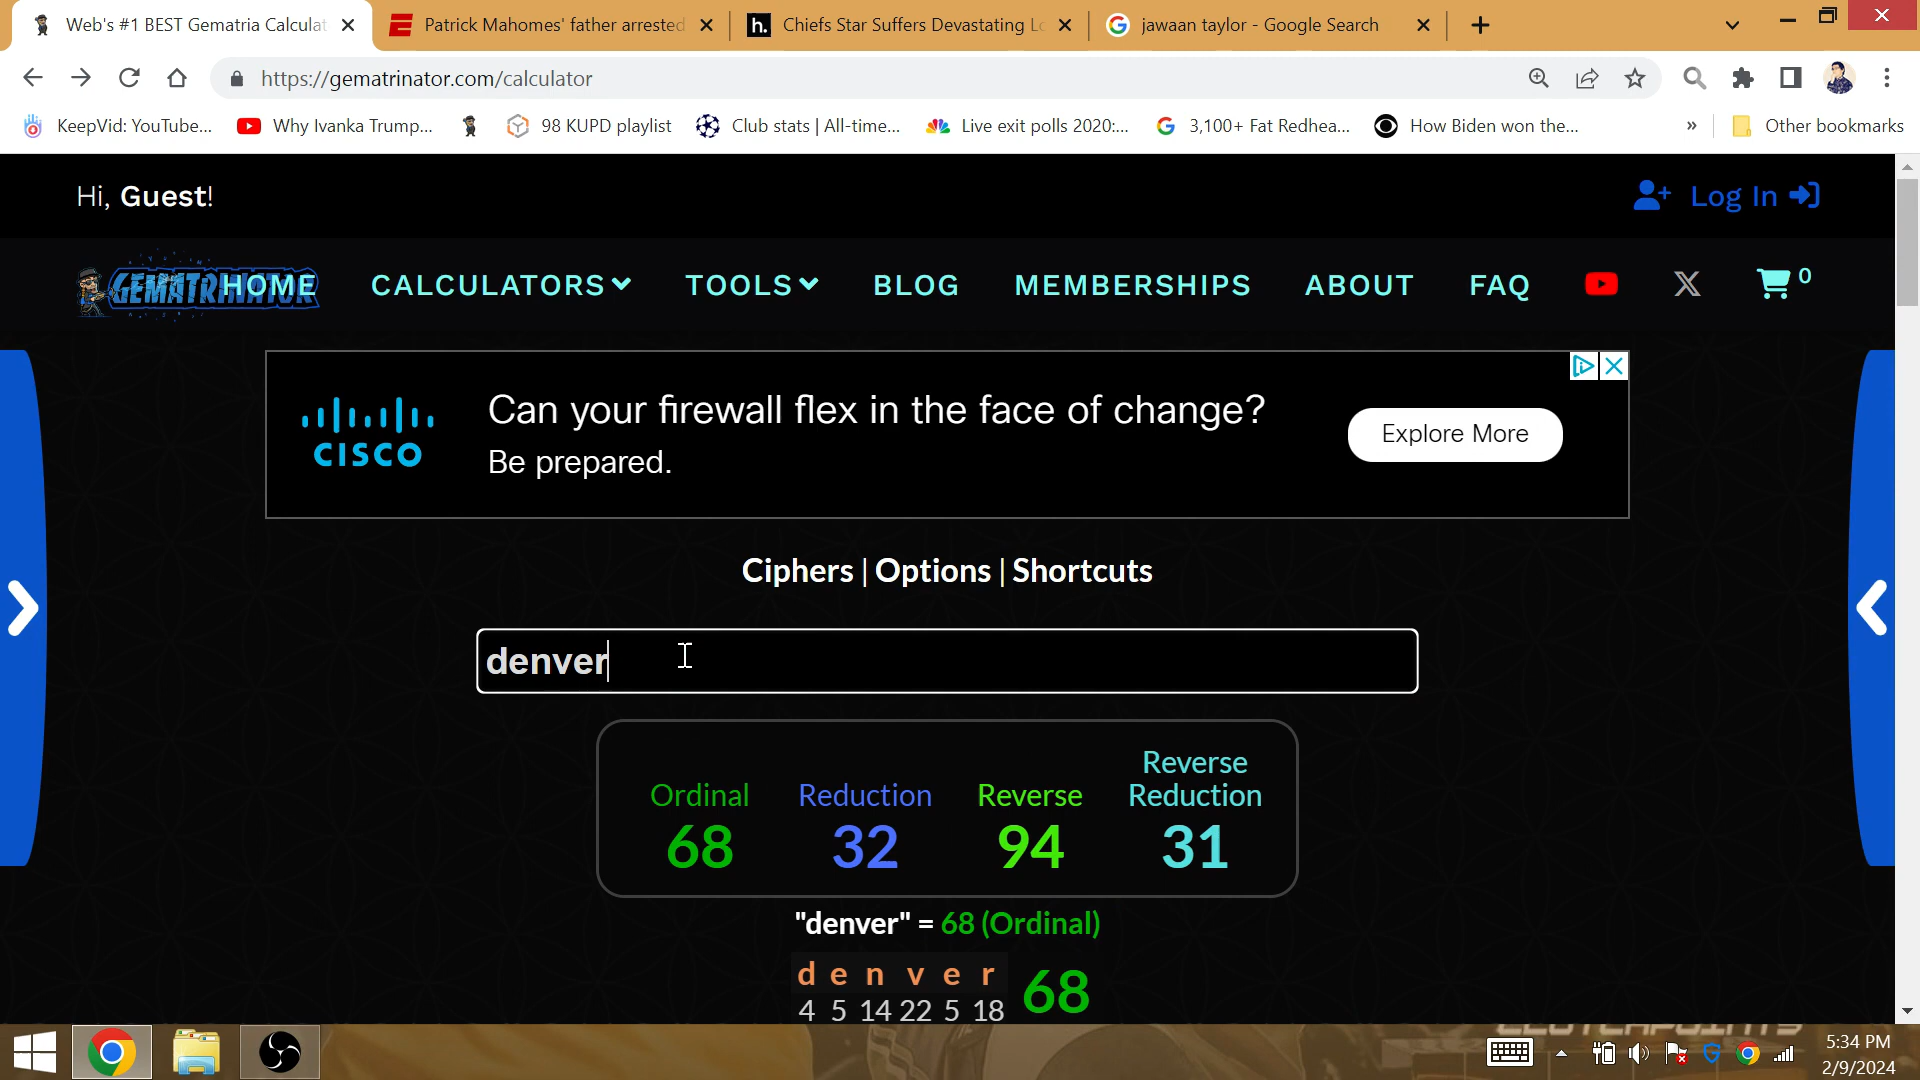 Web's #1 BEST Gematria Calculat
Patrick Mahomes' father arrested
h. Chiefs Star Suffers Devastating Lo
jawaan taylor - Google Search
https://gematrinator.com/calculator
KeepVid: YouTube...
Why Ivanka Trump...
98 KUPD playlist
Club stats | All-time...
Live exit polls 2020:...
3,100+ Fat Redhea...
How Biden won the...
»
Other bookmarks
Hi, Guest!
Log In
GEMATRINATOR
HOME
CALCULATORS
TOOLS
BLOG
MEMBERSHIPS
ABOUT
FAQ
0
CISCO
Can your firewall flex in the face of change?
Be prepared.
Explore More
Ciphers | Options | Shortcuts
denver
Ordinal
68
Reduction
32
Reverse
94
Reverse
Reduction
31
"denver" = 68 (Ordinal)
d e n v e r
4 5 14 22 5 18
68
CLUTCHPOINTS
5:34 PM
2/9/2024